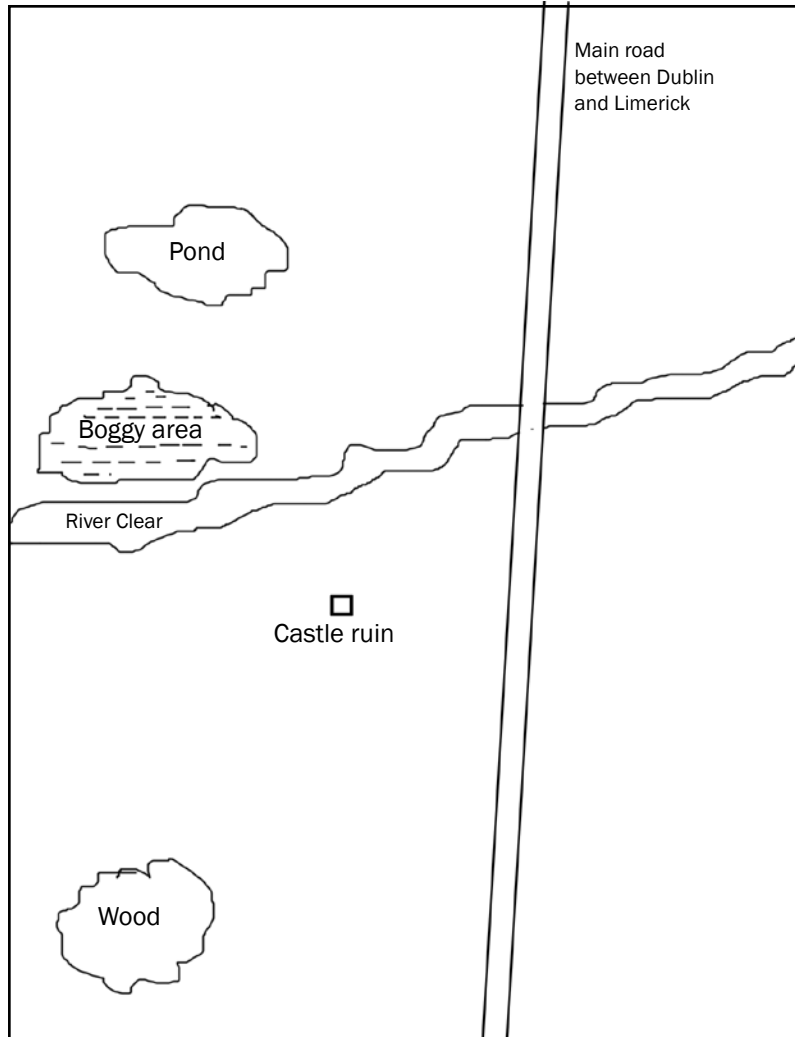 Main road
between Dublin
and Limerick
Pond
Boggy area
River Clear
Castle ruin
Wood